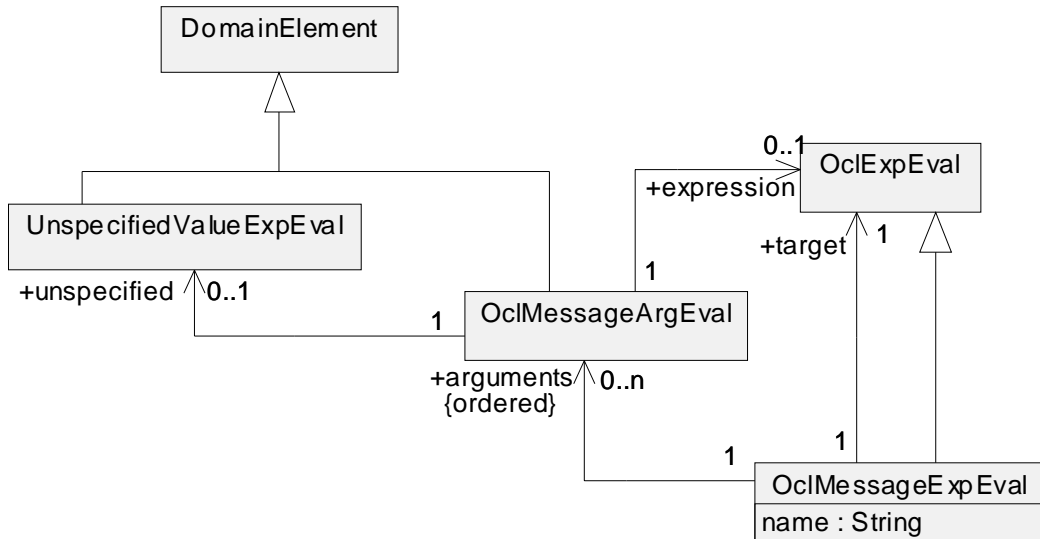 DomainElement
0..1
OclExpEval
+expression
UnspecifiedValueExpEval
+target
1
1
+unspecified
0..1
OclMessageArgEval
1
+arguments
0..n
{ordered}
1
1
OclMessageExpEval
name : String